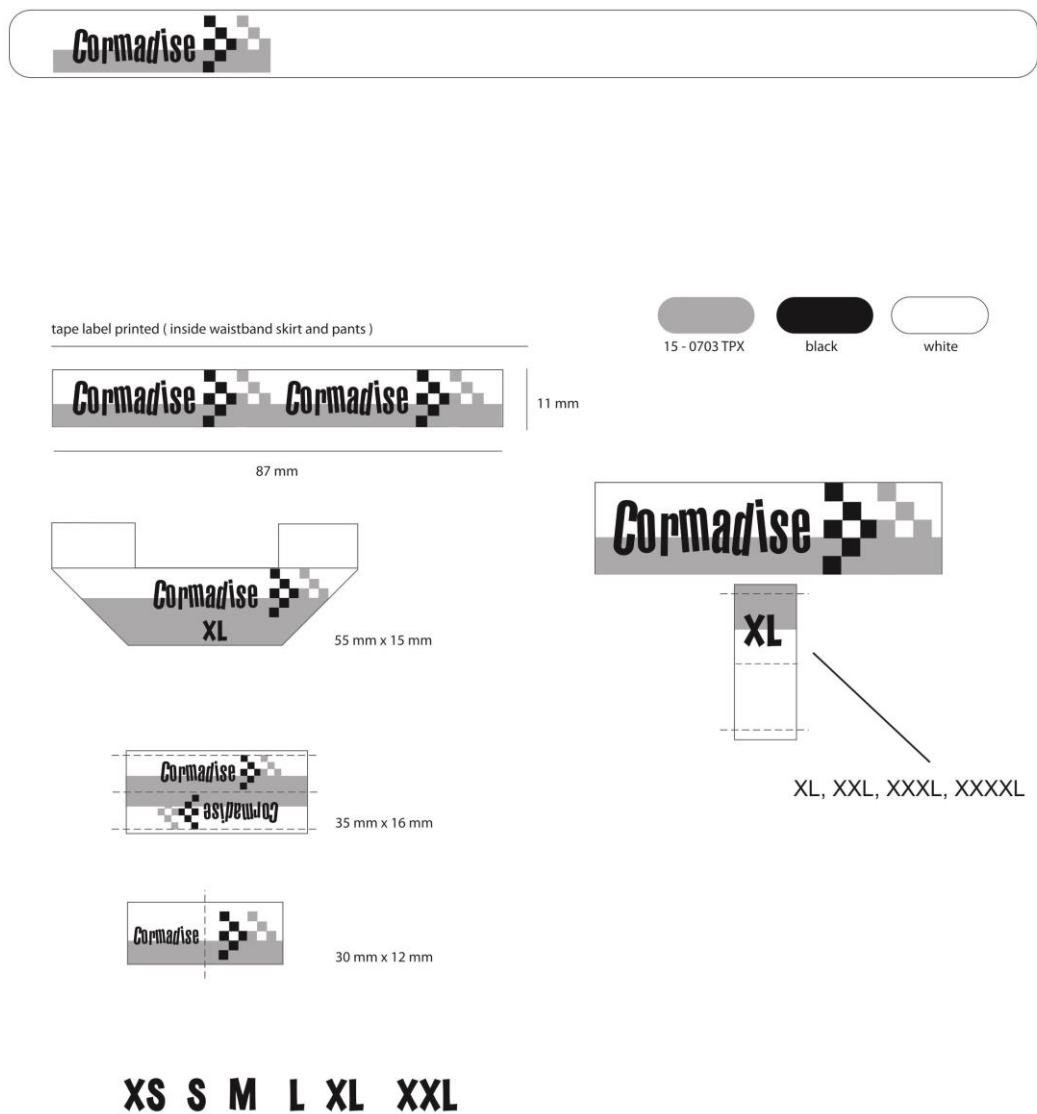 Cormadise
tape label printed ( inside waistband skirt and pants )
15 - 0703 TPX
black
white
Cormadise Cormadise
11 mm
87 mm
Cormadise
XL
55 mm x 15 mm
Cormadise
XL
XL, XXL, XXXL, XXXXL
Cormadise
Cormadise
35 mm x 16 mm
Cormadise
30 mm x 12 mm
XS S M L XL XXL